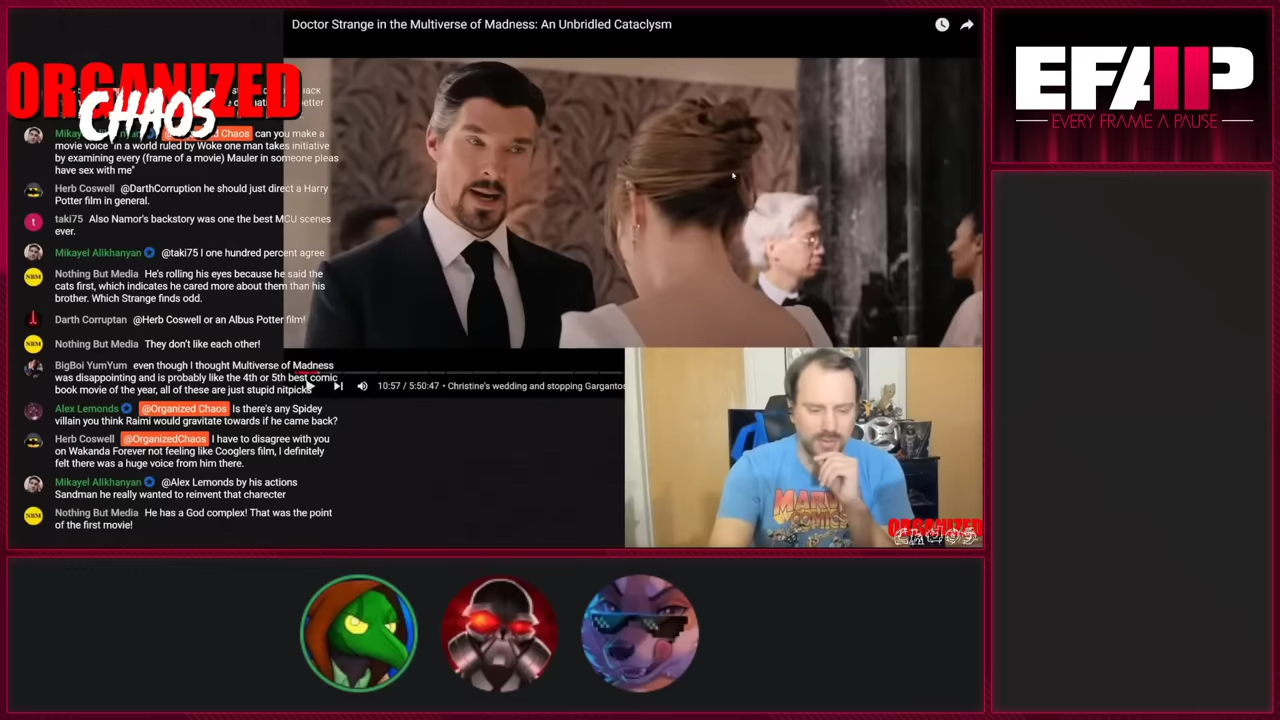 Doctor Strange in the Multiverse of Madness: An Unbridled Cataclysm
ORGANIZED
CHAOS
EFAP
EVERY FRAME A PAUSE
Chaos can you make a
movie voice "in a world ruled by Woke one man takes initiative
by examining every (frame of a movie) Mauler in someone pleas
have sex with me"
Herb Coswell @DarthCorruption he should just direct a Harry
Potter film in general.
taki75 Also Namor's backstory was one the best MCU scenes
ever.
Mikayel Alikhanyan @taki75 I one hundred percent agree
Nothing But Media He's rolling his eyes because he said the
cats first, which indicates he cared more about them than his
brother. Which Strange finds odd.
Darth Corruptan @Herb Coswell or an Albus Potter film!
Nothing But Media They don't like each other!
BigBoi YumYum even though I thought Multiverse of Madness
was disappointing and is probably like the 4th or 5th best comic
book movie of the year, all of these are just stupid nitpicks
10:57 / 5:50:47 • Christine's wedding and stopping Garganto
Alex Lemonds @Organized Chaos Is there's any Spidey
villain you think Raimi would gravitate towards if he came back?
Herb Coswell @OrganizedChaos I have to disagree with you
on Wakanda Forever not feeling like Cooglers film, I definitely
felt there was a huge voice from him there.
Mikayel Alikhanyan @Alex Lemonds by his actions
Sandman he really wanted to reinvent that charecter
Nothing But Media He has a God complex! That was the point
of the first movie!
NBM
NBM
NBM
t
MARVEL
COMICS
ORGANIZED
CHAOS